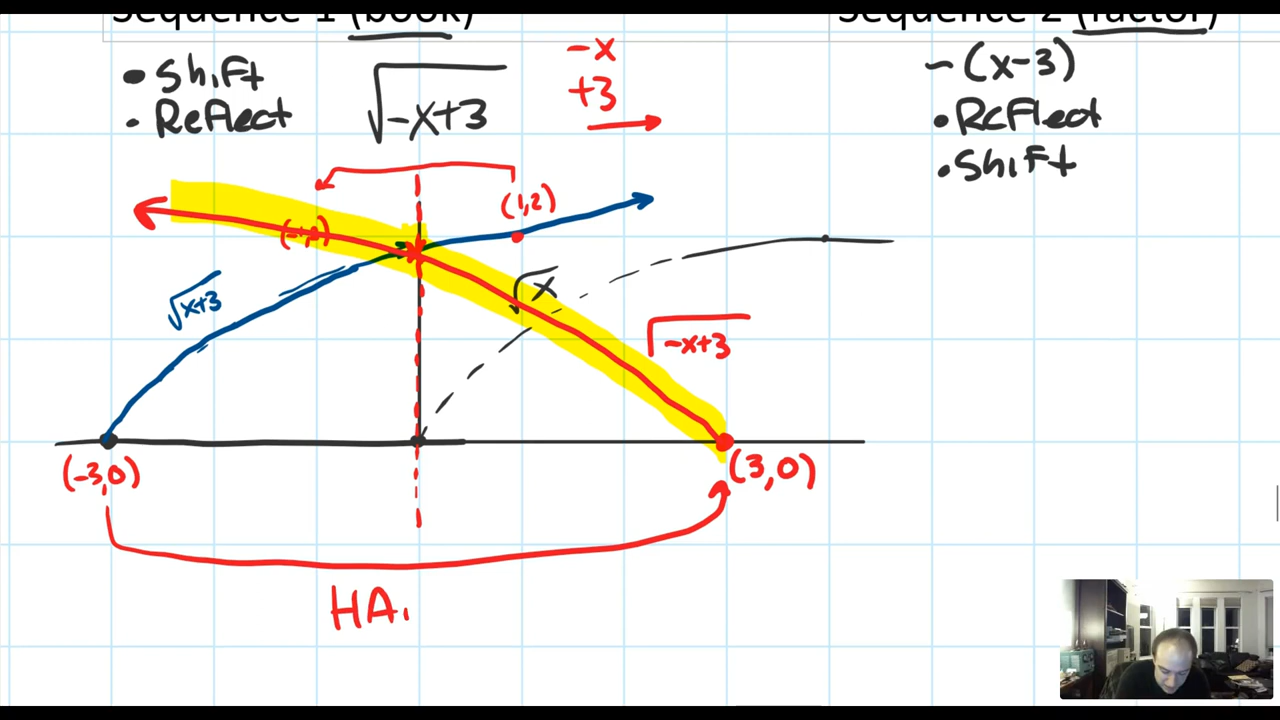 Sequence 1 (book)
• Shift
• Reflect
√-x+3
-x
+3
(1,2)
√x+3
√x
√-x+3
(-3,0)
(3,0)
HA.
Sequence 2 (factor)
-(x-3)
• Reflect
• Shift